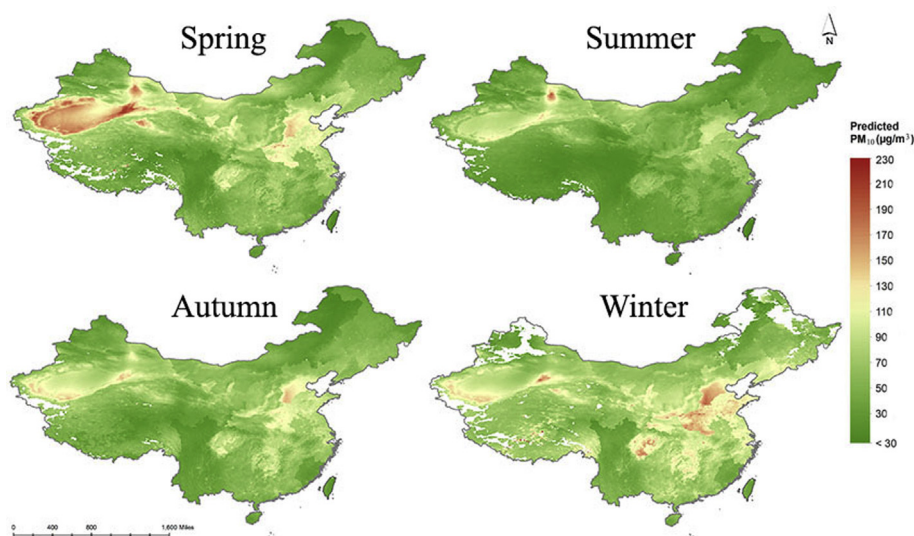 Spring
Summer
N
Predicted
PM₁₀(µg/m³)
230
210
190
170
150
130
110
90
70
50
30
< 30
Autumn
Winter
0 400 800 1,600 Miles